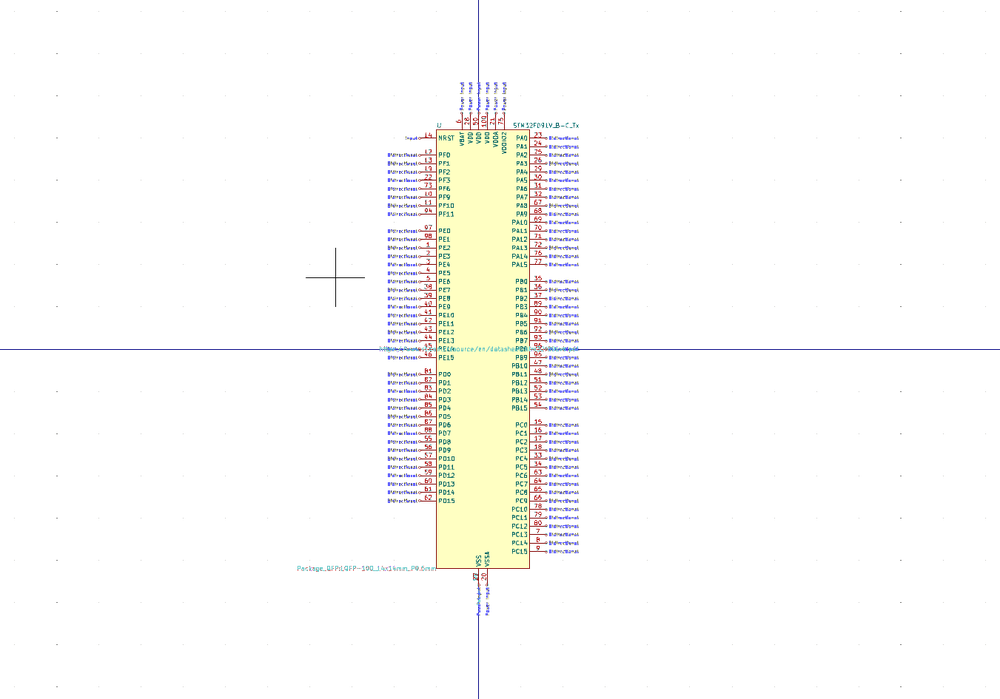 U
STM32F091V_B-C_Tx
6 VBAT Power Input
28 VDD Power Input
50 VDD Power Input
100 VDD Power Input
21 VDDA Power Input
75 VDDIO2 Power Input
Input 14 NRST
Bidirectional 12 PF0
Bidirectional 13 PF1
Bidirectional 19 PF2
Bidirectional 22 PF3
Bidirectional 73 PF6
Bidirectional 10 PF9
Bidirectional 11 PF10
Bidirectional 94 PF11
Bidirectional 97 PE0
Bidirectional 98 PE1
Bidirectional 1 PE2
Bidirectional 2 PE3
Bidirectional 3 PE4
Bidirectional 4 PE5
Bidirectional 5 PE6
Bidirectional 38 PE7
Bidirectional 39 PE8
Bidirectional 40 PE9
Bidirectional 41 PE10
Bidirectional 42 PE11
Bidirectional 43 PE12
Bidirectional 44 PE13
Bidirectional 45 PE14
Bidirectional 46 PE15
Bidirectional 81 PD0
Bidirectional 82 PD1
Bidirectional 83 PD2
Bidirectional 84 PD3
Bidirectional 85 PD4
Bidirectional 86 PD5
Bidirectional 87 PD6
Bidirectional 88 PD7
Bidirectional 55 PD8
Bidirectional 56 PD9
Bidirectional 57 PD10
Bidirectional 58 PD11
Bidirectional 59 PD12
Bidirectional 60 PD13
Bidirectional 61 PD14
Bidirectional 62 PD15
PA0 23 Bidirectional
PA1 24 Bidirectional
PA2 25 Bidirectional
PA3 26 Bidirectional
PA4 29 Bidirectional
PA5 30 Bidirectional
PA6 31 Bidirectional
PA7 32 Bidirectional
PA8 67 Bidirectional
PA9 68 Bidirectional
PA10 69 Bidirectional
PA11 70 Bidirectional
PA12 71 Bidirectional
PA13 72 Bidirectional
PA14 76 Bidirectional
PA15 77 Bidirectional
PB0 35 Bidirectional
PB1 36 Bidirectional
PB2 37 Bidirectional
PB3 89 Bidirectional
PB4 90 Bidirectional
PB5 91 Bidirectional
PB6 92 Bidirectional
PB7 93 Bidirectional
PB8 95 Bidirectional
PB9 96 Bidirectional
PB10 47 Bidirectional
PB11 48 Bidirectional
PB12 51 Bidirectional
PB13 52 Bidirectional
PB14 53 Bidirectional
PB15 54 Bidirectional
PC0 15 Bidirectional
PC1 16 Bidirectional
PC2 17 Bidirectional
PC3 18 Bidirectional
PC4 33 Bidirectional
PC5 34 Bidirectional
PC6 63 Bidirectional
PC7 64 Bidirectional
PC8 65 Bidirectional
PC9 66 Bidirectional
PC10 78 Bidirectional
PC11 79 Bidirectional
PC12 80 Bidirectional
PC13 7 Bidirectional
PC14 8 Bidirectional
PC15 9 Bidirectional
VSS Power Input
VSSA 20 Power Input
Package_QFP:LQFP-100_14x14mm_P0.5mm